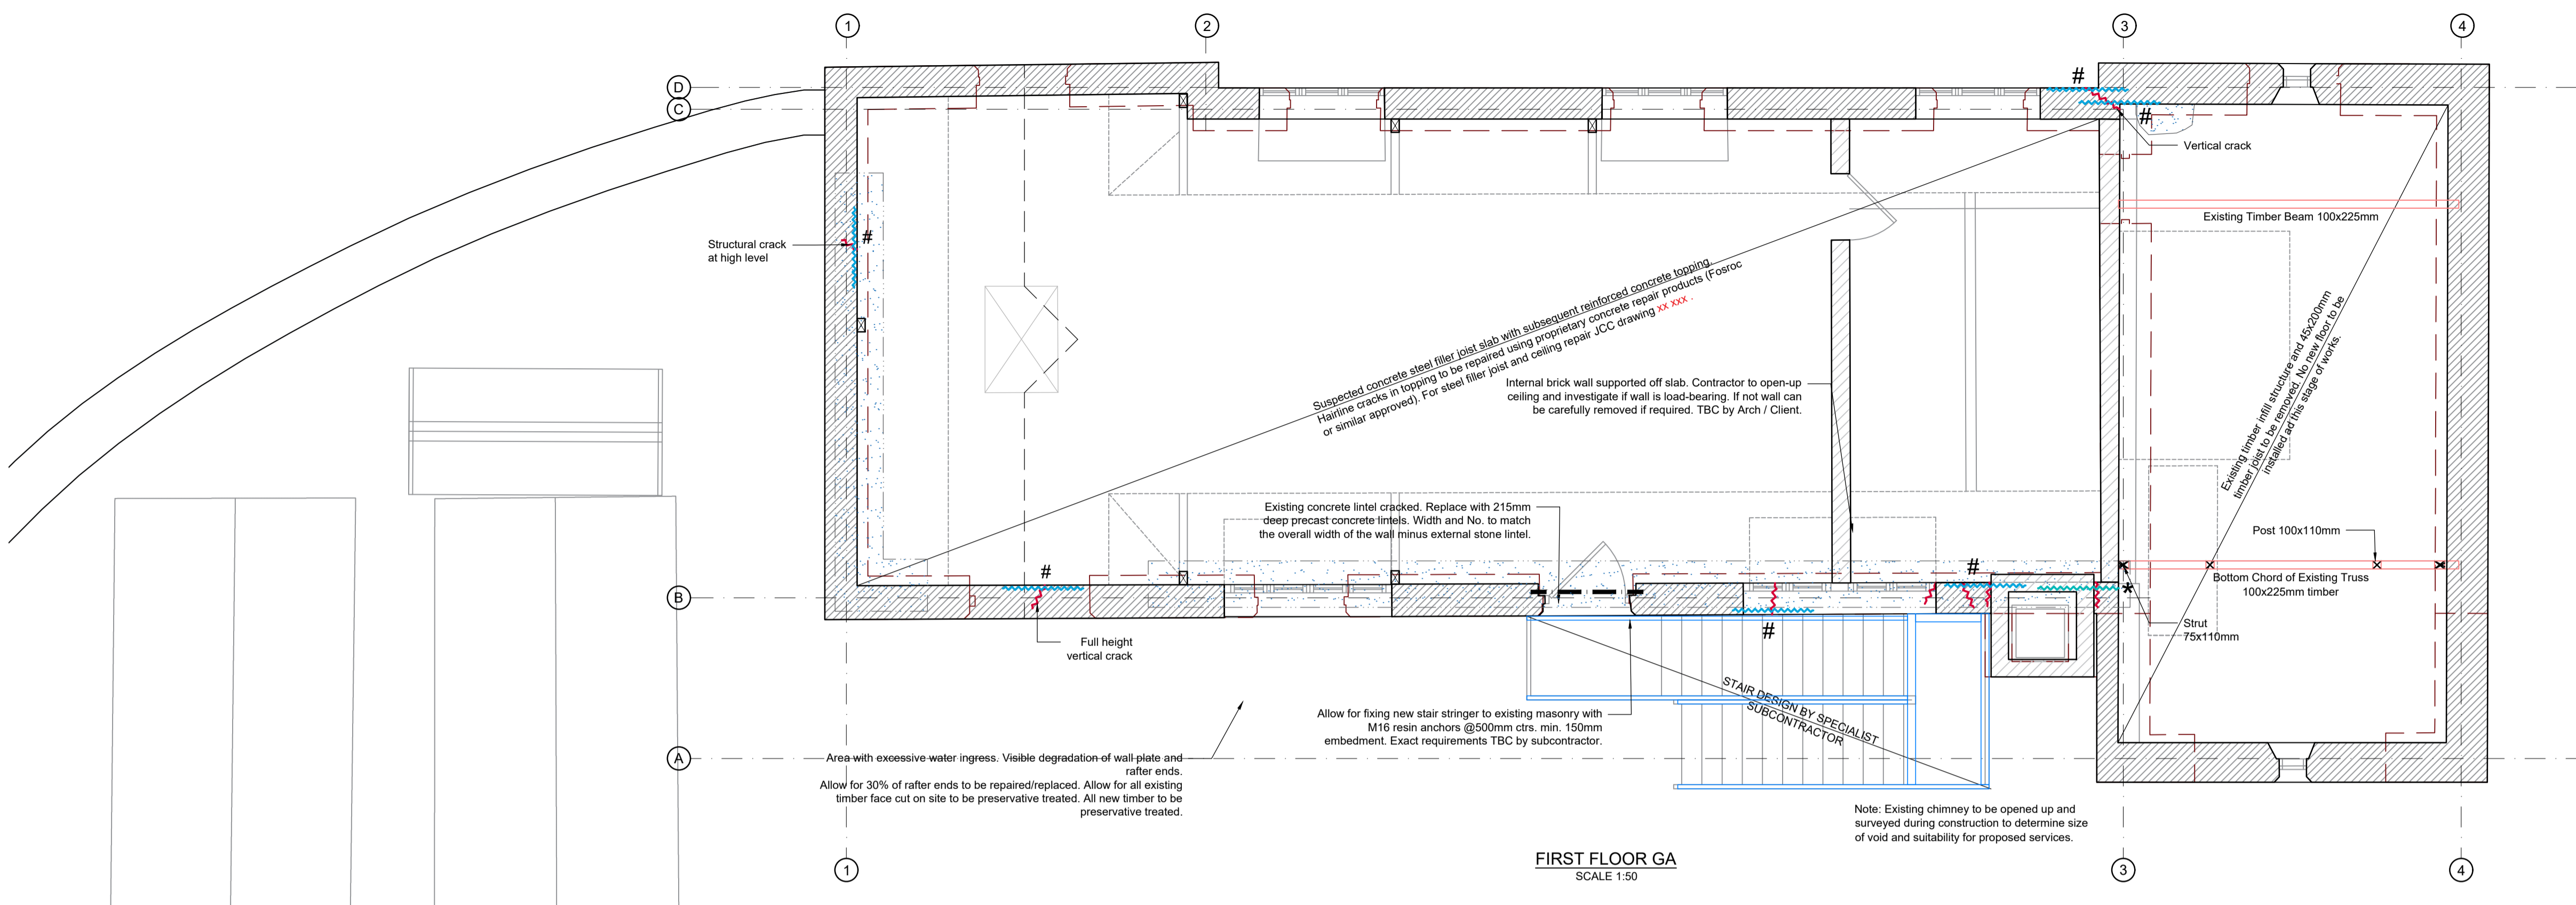 1
2
3
4
D
C
#
#
Vertical crack
Existing Timber Beam 100x225mm
Structural crack
at high level
#
Suspected concrete steel filler joist slab with subsequent reinforced concrete topping.
Hairline cracks in topping to be repaired using proprietary concrete repair products (Fosroc
or similar approved). For steel filler joist and ceiling repair JCC drawing xx xxx .
Existing timber infill structure and 45x200mm
timber joist to be removed. No new floor to be
installed ad this stage of works.
Internal brick wall supported off slab. Contractor to open-up
ceiling and investigate if wall is load-bearing. If not wall can
be carefully removed if required. TBC by Arch / Client.
Existing concrete lintel cracked. Replace with 215mm
deep precast concrete lintels. Width and No. to match
the overall width of the wall minus external stone lintel.
Post 100x110mm
#
#
Bottom Chord of Existing Truss
100x225mm timber
B
Strut
75x110mm
#
Full height
vertical crack
STAIR DESIGN BY SPECIALIST
SUBCONTRACTOR
Allow for fixing new stair stringer to existing masonry with
M16 resin anchors @500mm ctrs. min. 150mm
embedment. Exact requirements TBC by subcontractor.
A
Area with excessive water ingress. Visible degradation of wall plate and
rafter ends.
Allow for 30% of rafter ends to be repaired/replaced. Allow for all existing
timber face cut on site to be preservative treated. All new timber to be
preservative treated.
Note: Existing chimney to be opened up and
surveyed during construction to determine size
of void and suitability for proposed services.
FIRST FLOOR GA
SCALE 1:50
1
3
4